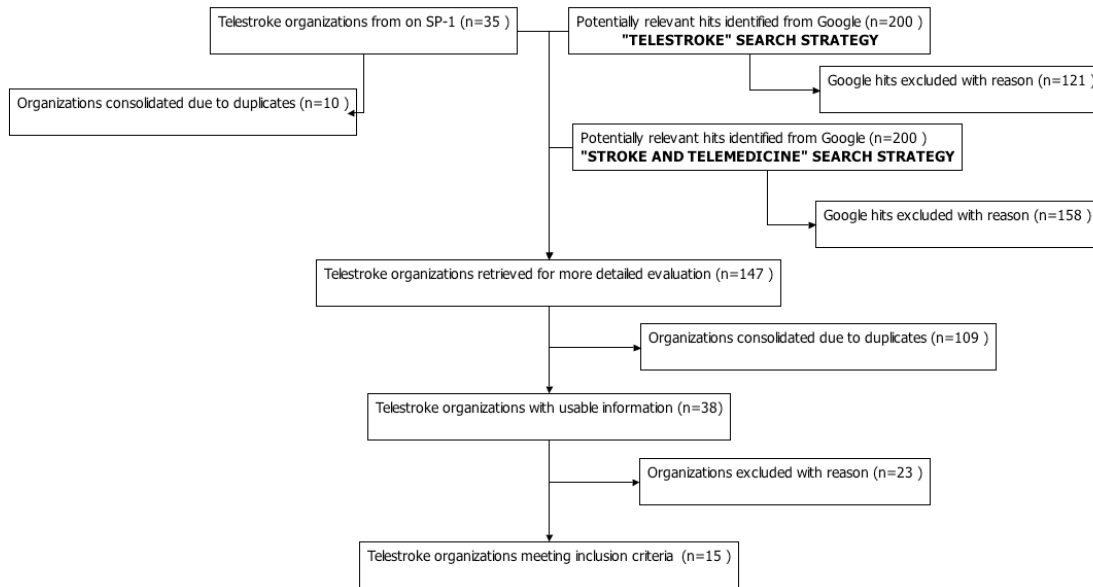 Telestroke organizations from on SP-1 (n=35 )
Potentially relevant hits identified from Google (n=200 )
"TELESTROKE" SEARCH STRATEGY
Google hits excluded with reason (n=121 )
Organizations consolidated due to duplicates (n=10 )
Potentially relevant hits identified from Google (n=200 )
"STROKE AND TELEMEDICINE" SEARCH STRATEGY
Google hits excluded with reason (n=158 )
Telestroke organizations retrieved for more detailed evaluation (n=147 )
Organizations consolidated due to duplicates (n=109 )
Telestroke organizations with usable information (n=38)
Organizations excluded with reason (n=23 )
Telestroke organizations meeting inclusion criteria (n=15 )